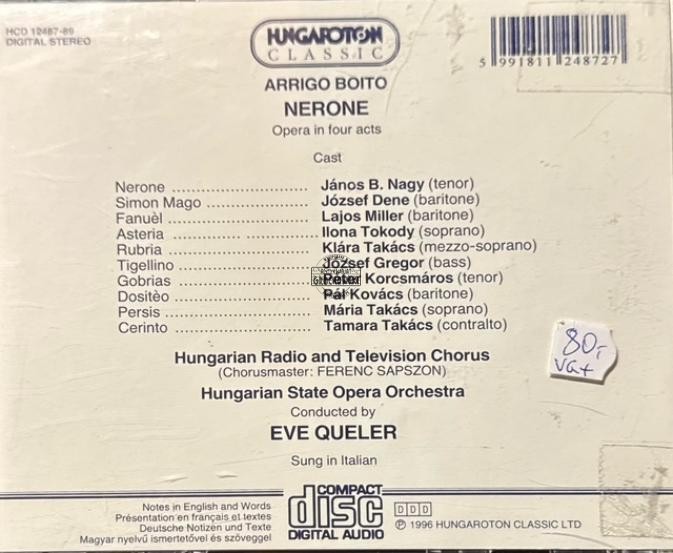 HCD 12487-89
DIGITAL STEREO
HUNGAROTON
CLASSIC
5 991811 248727
ARRIGO BOITO
NERONE
Opera in four acts
Cast
Nerone .......................... János B. Nagy (tenor)
Simon Mago ................... József Dene (baritone)
Fanuèl .......................... Lajos Miller (baritone)
Asteria .......................... Ilona Tokody (soprano)
Rubria .......................... Klára Takács (mezzo-soprano)
Tigellino ........................ József Gregor (bass)
Gobrias ......................... Péter Korcsmáros (tenor)
Dositèo ......................... Pál Kovács (baritone)
Persis ........................... Mária Takács (soprano)
Cerinto .......................... Tamara Takács (contralto)
Hungarian Radio and Television Chorus
(Chorusmaster: FERENC SAPSZON)
Hungarian State Opera Orchestra
Conducted by
EVE QUELER
Sung in Italian
80,-
VG+
Notes in English and Words
Présentation en français et textes
Deutsche Notizen und Texte
Magyar nyelvű ismertetővel és szöveggel
COMPACT
disc
DIGITAL AUDIO
DDD
℗ 1996 HUNGAROTON CLASSIC LTD